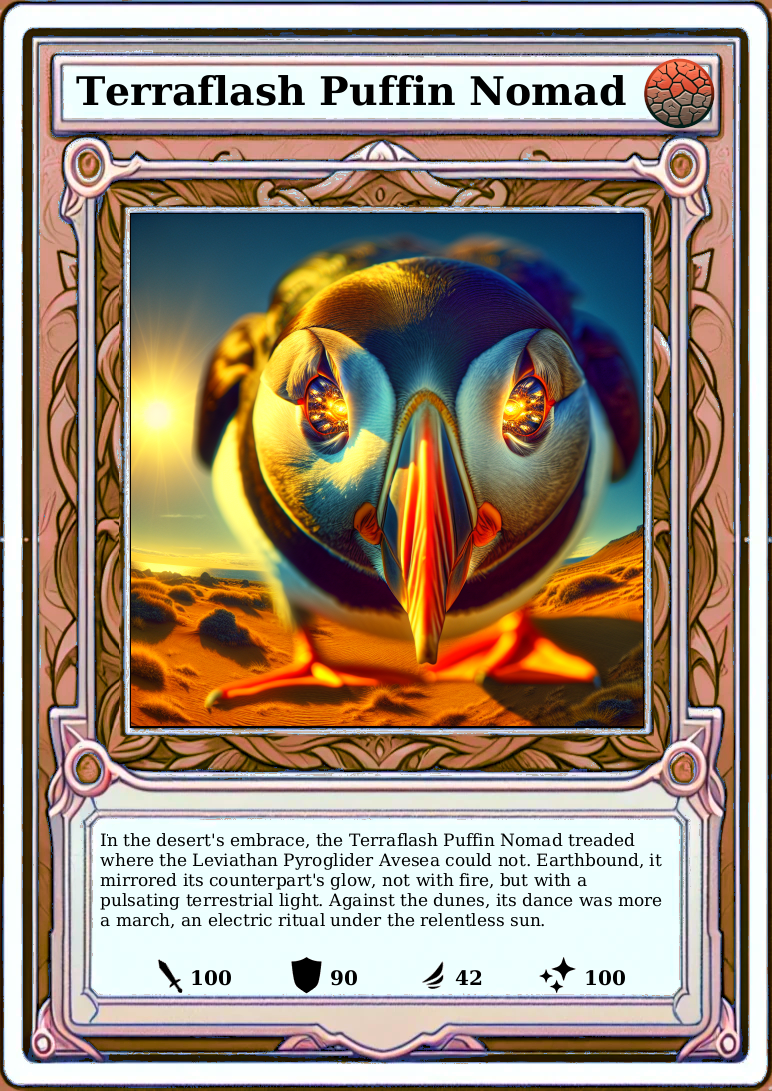 Terraflash Puffin Nomad
In the desert's embrace, the Terraflash Puffin Nomad treaded
where the Leviathan Pyroglider Avesea could not. Earthbound, it
mirrored its counterpart's glow, not with fire, but with a
pulsating terrestrial light. Against the dunes, its dance was more
a march, an electric ritual under the relentless sun.
100 90 42 100